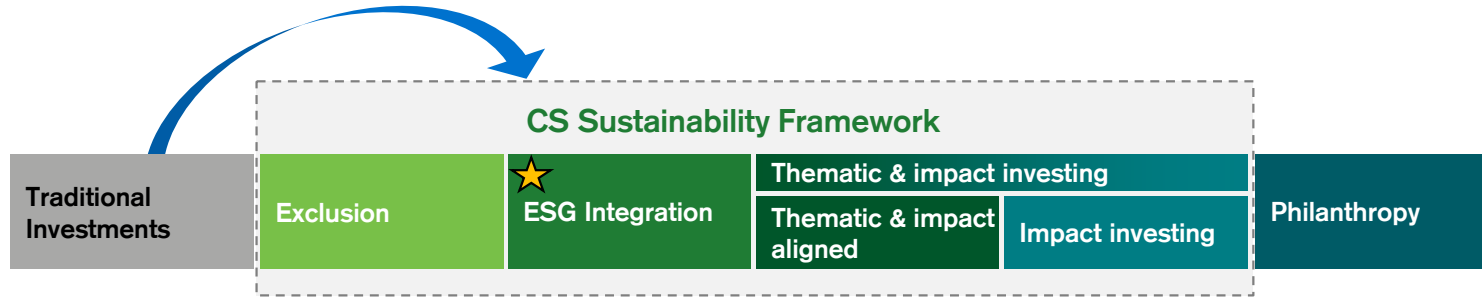 CS Sustainability Framework
Traditional
Investments
Exclusion
ESG Integration
Thematic & impact investing
Thematic & impact
aligned
Impact investing
Philanthropy